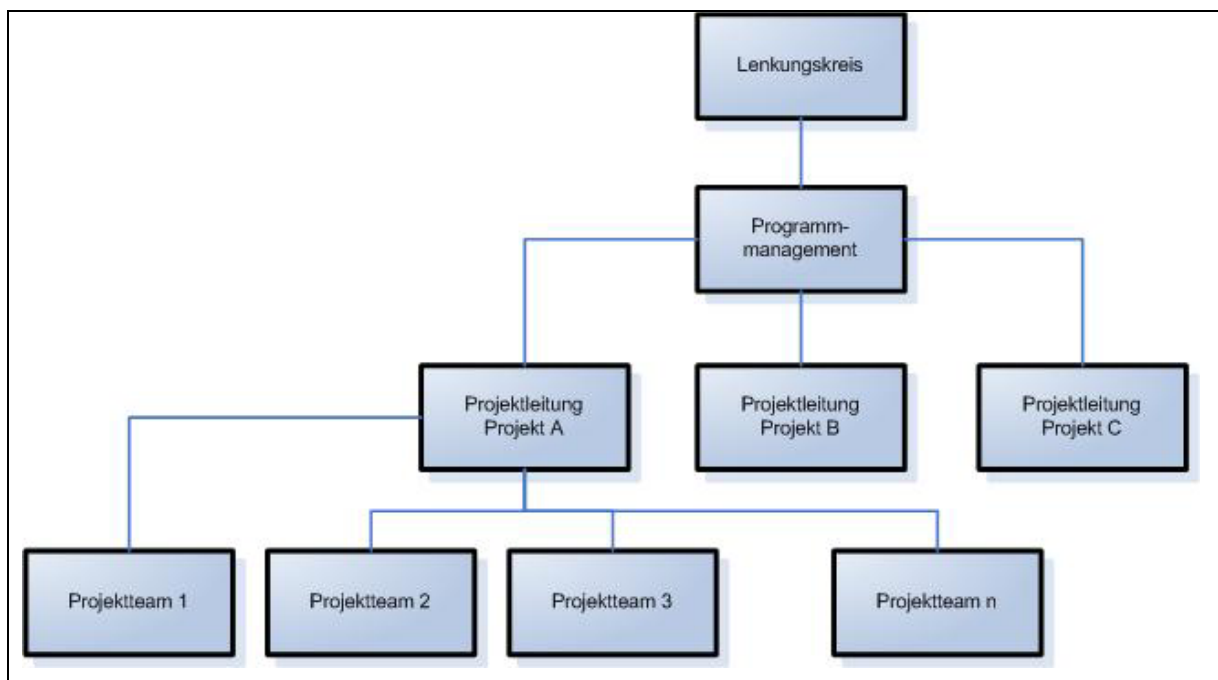 Lenkungskreis
Programm-
management
Projektleitung
Projekt A
Projektleitung
Projekt B
Projektleitung
Projekt C
Projektteam 1
Projektteam 2
Projektteam 3
Projektteam n